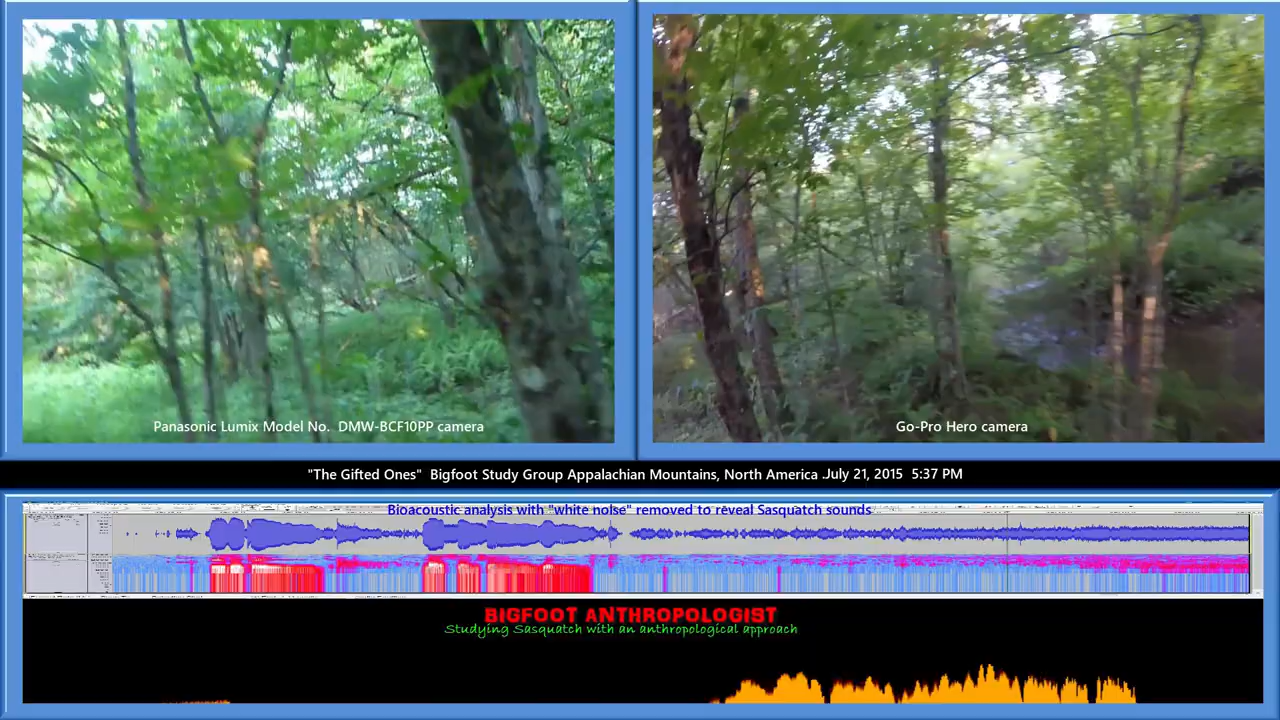 Panasonic Lumix Model No. DMW-BCF10PP camera
Go-Pro Hero camera
"The Gifted Ones" Bigfoot Study Group Appalachian Mountains, North America .July 21, 2015 5:37 PM
Bioacoustic analysis with "white noise" removed to reveal Sasquatch sounds
BIGFOOT ANTHROPOLOGIST
Studying Sasquatch with an anthropological approach